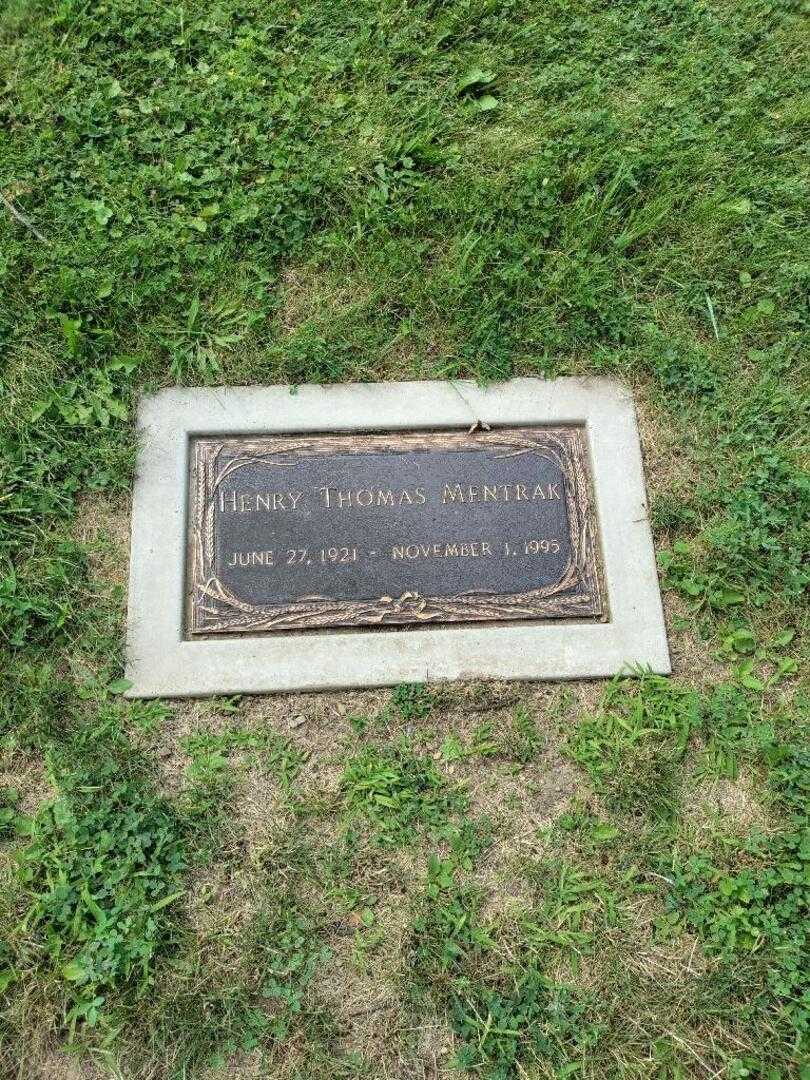 Henry Thomas Mentrak
June 27, 1921 - November 1, 1995